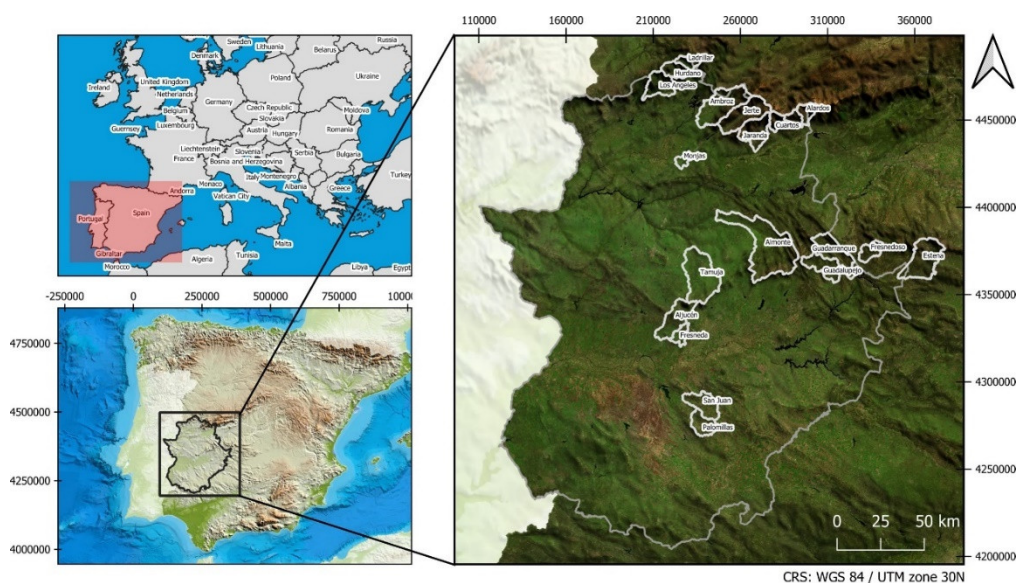 Sweden
Lithuania
Russia
Denmark
Belarus
Ireland
United Kingdom
Netherlands
Poland
Ukraine
Germany
Belgium
Czech Republic
Guernsey
Luxembourg
Slovakia
Austria
Hungary
Moldova
Romania
Liechtenstein
Slovenia
France
Bosnia and Herzegovina
Serbia
Monaco
Italy
Montenegro
Bulgaria
Andorra
Vatican City
Albania
Turkey
Portugal
Spain
Greece
Gibraltar
Malta
Morocco
Algeria
Tunisia
Libya
Egypt
-250000 0 250000 500000 750000 10000
4750000
4500000
4250000
4000000
110000 160000 210000 260000 310000 360000
Ladrillar
Hurdano
Los Angeles
Ambroz
Jerte
Alardos
Cuartos
Jaranda
Monjas
Almonte
Guadarranque
Fresnedoso
Estena
Tamuja
Guadalupejo
Aljucén
Fresneda
San Juan
Palomillas
4450000
4400000
4350000
4300000
4250000
4200000
0 25 50 km
CRS: WGS 84 / UTM zone 30N